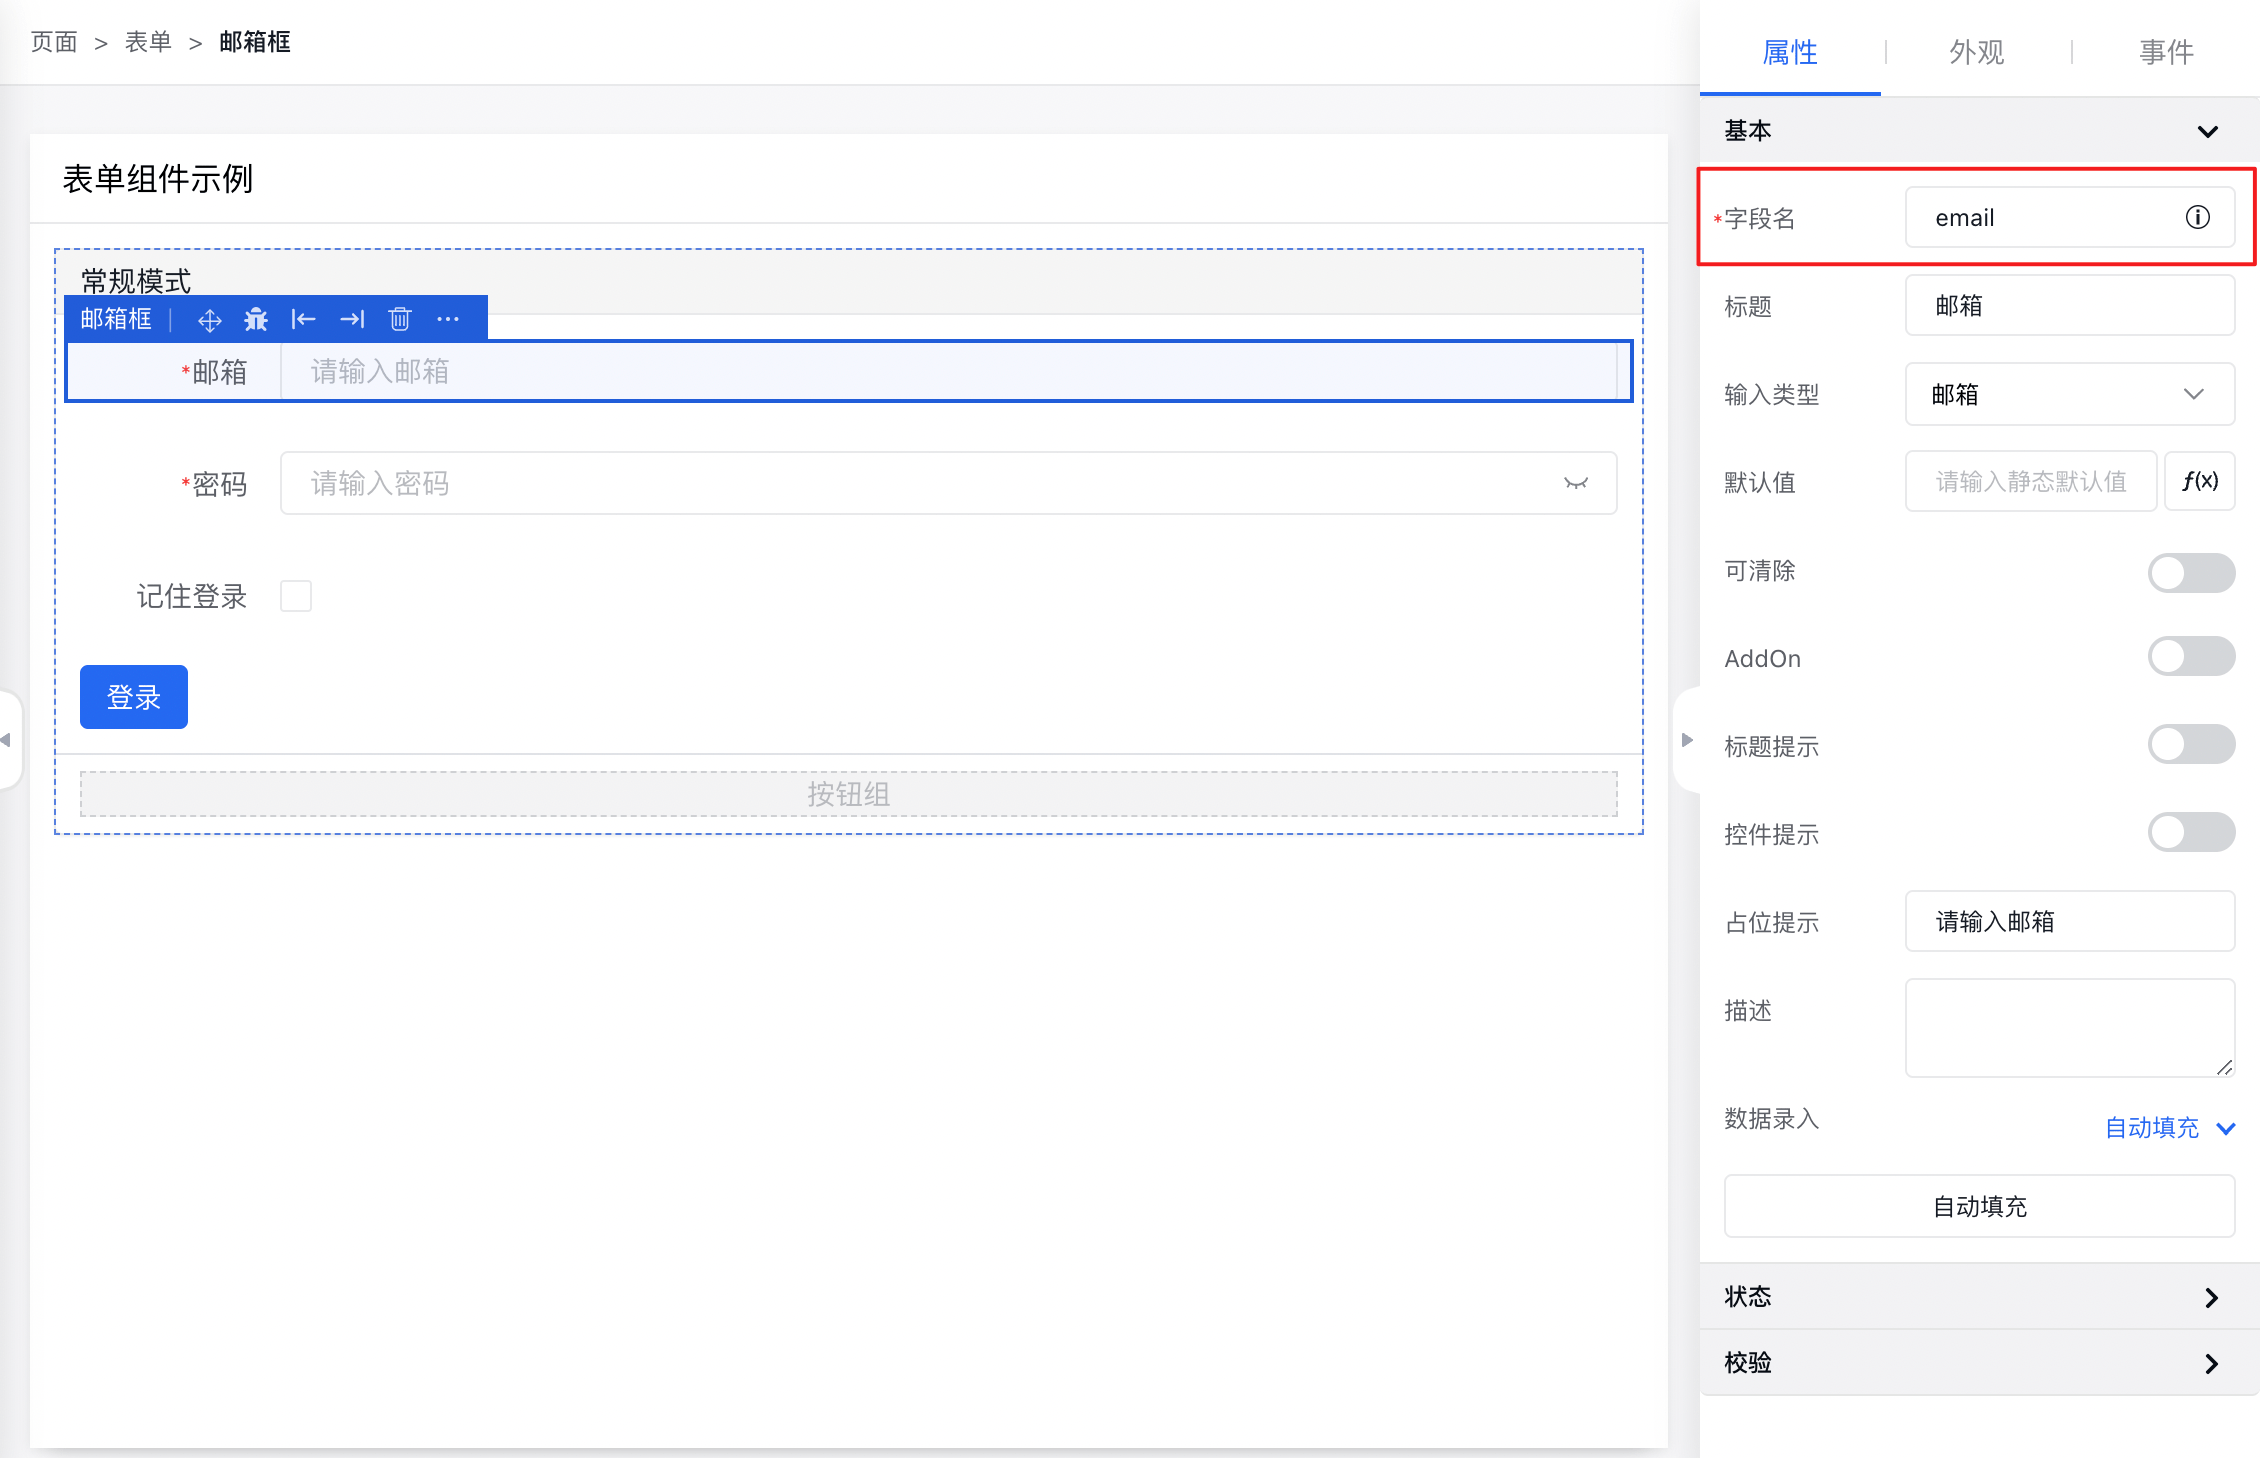 页面 > 表单 > 邮箱框
表单组件示例
常规模式
邮箱框
*邮箱 请输入邮箱
*密码 请输入密码
记住登录
登录
按钮组
属性 外观 事件
基本
*字段名 email
标题 邮箱
输入类型 邮箱
默认值 请输入静态默认值 f(x)
可清除
AddOn
标题提示
控件提示
占位提示 请输入邮箱
描述
数据录入 自动填充
自动填充
状态
校验